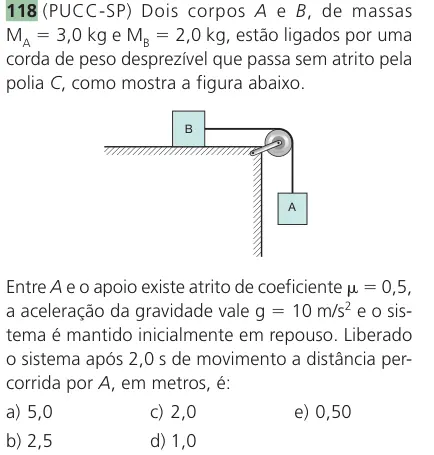 118 (PUCC-SP) Dois corpos A e B, de massas
M_A = 3,0 kg e M_B = 2,0 kg, estão ligados por uma
corda de peso desprezível que passa sem atrito pela
polia C, como mostra a figura abaixo.
B
A
Entre A e o apoio existe atrito de coeficiente μ = 0,5,
a aceleração da gravidade vale g = 10 m/s² e o sis-
tema é mantido inicialmente em repouso. Liberado
o sistema após 2,0 s de movimento a distância per-
corrida por A, em metros, é:
a) 5,0 c) 2,0 e) 0,50
b) 2,5 d) 1,0